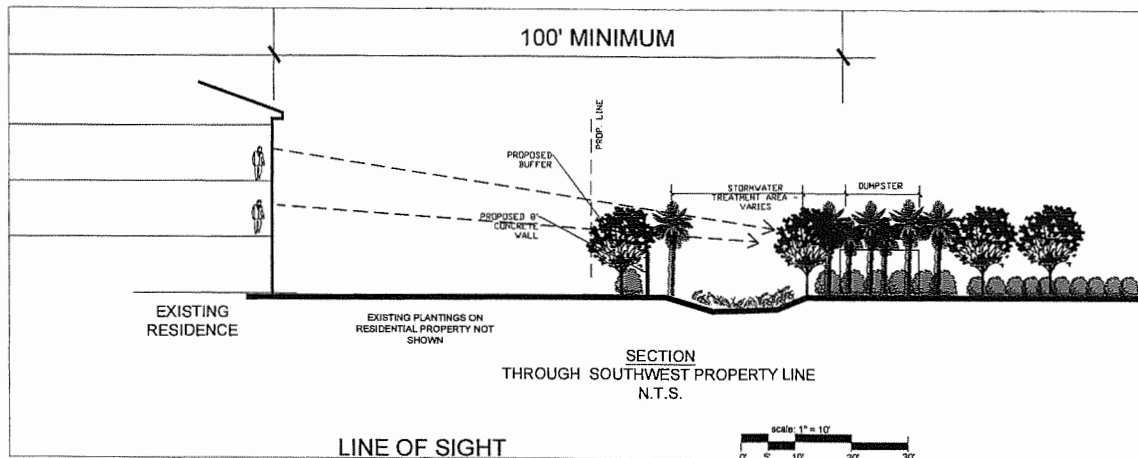 100' MINIMUM
PROP. LINE
PROPOSED
BUFFER
STORMWATER
TREATMENT AREA -
VARIES
DUMPSTER
PROPOSED 8'
CONCRETE
WALL
EXISTING
RESIDENCE
EXISTING PLANTINGS ON
RESIDENTIAL PROPERTY NOT
SHOWN
SECTION
THROUGH SOUTHWEST PROPERTY LINE
N.T.S.
LINE OF SIGHT
scale: 1" = 10'
0' 5' 10' 20' 30'